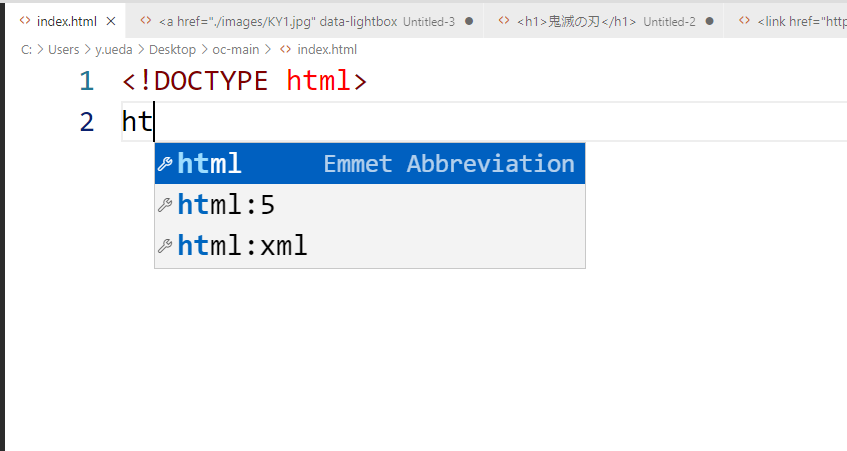 index.html × <a href="./images/KY1.jpg" data-lightbox Untitled-3 ● <h1>鬼滅の刃</h1> Untitled-2 ● <link href="http
C: > Users > y.ueda > Desktop > oc-main > index.html
1 <!DOCTYPE html>
2 ht
html Emmet Abbreviation
html:5
html:xml